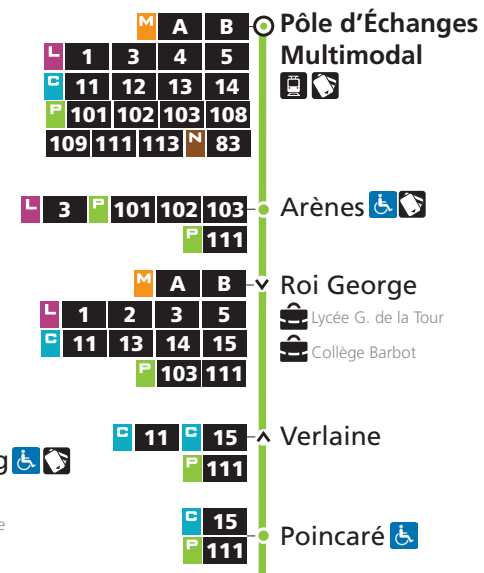 M A B Pôle d’Échanges
L 1 3 4 5 Multimodal
C 11 12 13 14
P 101 102 103 108
109 111 113 N 83
L 3 P 101 102 103 Arènes
P 111
M A B Roi George
L 1 2 3 5 Lycée G. de la Tour
C 11 13 14 15 Collège Barbot
P 103 111
C 11 C 15 Verlaine
P 111
g
e
C 15 Poincaré
P 111